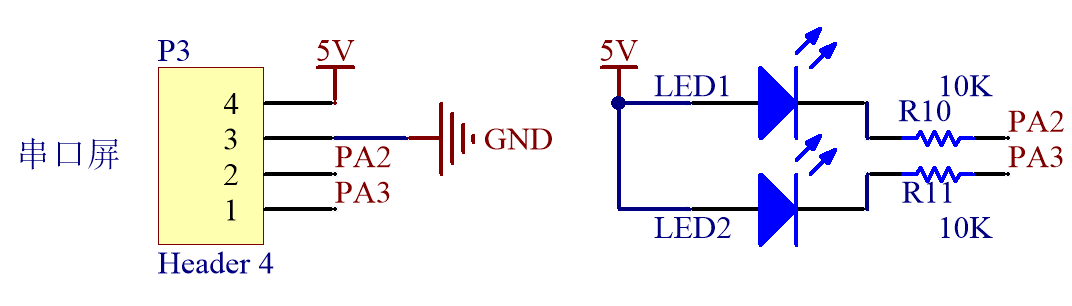 P3
5V
4
3
GND
串口屏
PA2
2
PA3
1
Header 4
5V
LED1
10K
R10
PA2
PA3
R11
LED2
10K